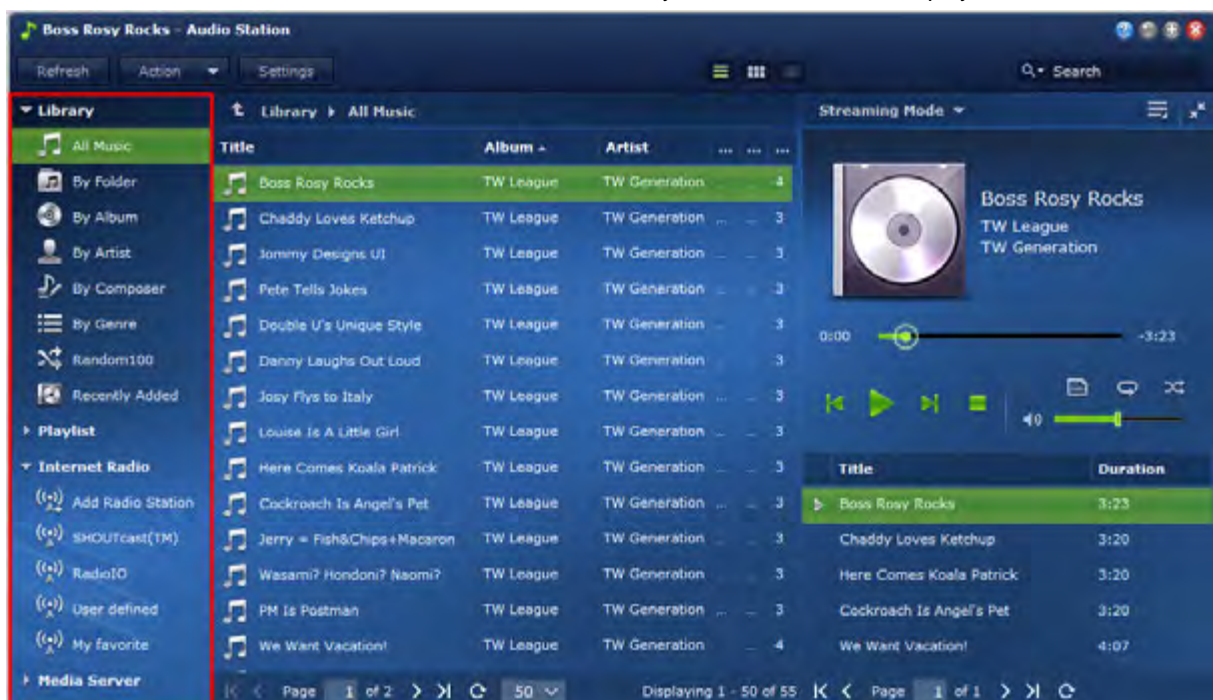 Boss Rosy Rocks - Audio Station
Refresh Action Settings Search
Library
All Music
By Folder
By Album
By Artist
By Composer
By Genre
Random100
Recently Added
Playlist
Internet Radio
Add Radio Station
SHOUTcast(TM)
RadioIO
User defined
My favorite
Media Server
Library All Music
Title Album Artist ... ... ...
Boss Rosy Rocks TW League TW Generation 4
Chaddy Loves Ketchup TW League TW Generation ... ... 3
Jommy Designs UI TW League TW Generation ... ... 3
Pete Tells Jokes TW League TW Generation ... ... 3
Double U's Unique Style TW League TW Generation 3
Danny Laughs Out Loud TW League TW Generation 3
Josy Flys to Italy TW League TW Generation ... ... 3
Louise Is A Little Girl TW League TW Generation ... ... 3
Here Comes Koala Patrick TW League TW Generation ... ... 3
Cockroach Is Angel's Pet TW League TW Generation ... ... 3
Jerry = Fish&Chips+Macaron TW League TW Generation ... ... 3
Wasami? Hondoni? Naomi? TW League TW Generation ... ... 3
PM Is Postman TW League TW Generation ... ... 3
We Want Vacation! TW League TW Generation ... 4
Page 1 of 2 50 Displaying 1 - 50 of 55
Streaming Mode
Boss Rosy Rocks
TW League
TW Generation
0:00 -3:23
Title Duration
Boss Rosy Rocks 3:23
Chaddy Loves Ketchup 3:20
Here Comes Koala Patrick 3:20
Cockroach Is Angel's Pet 3:20
We Want Vacation! 4:07
Page 1 of 1